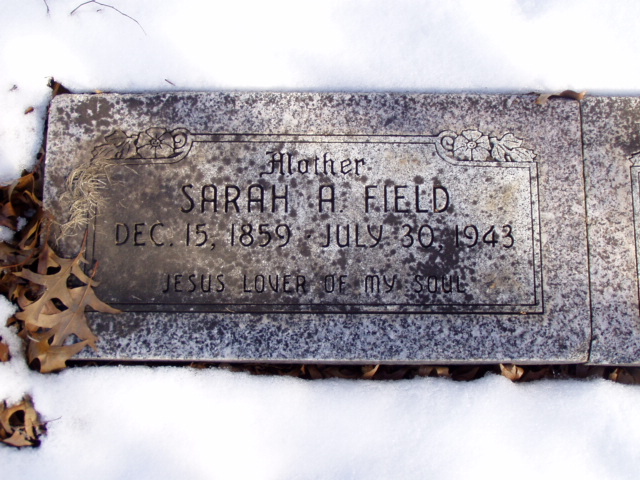 Mother
SARAH A. FIELD
DEC. 15, 1859 - JULY 30, 1943
JESUS LOVER OF MY SOUL